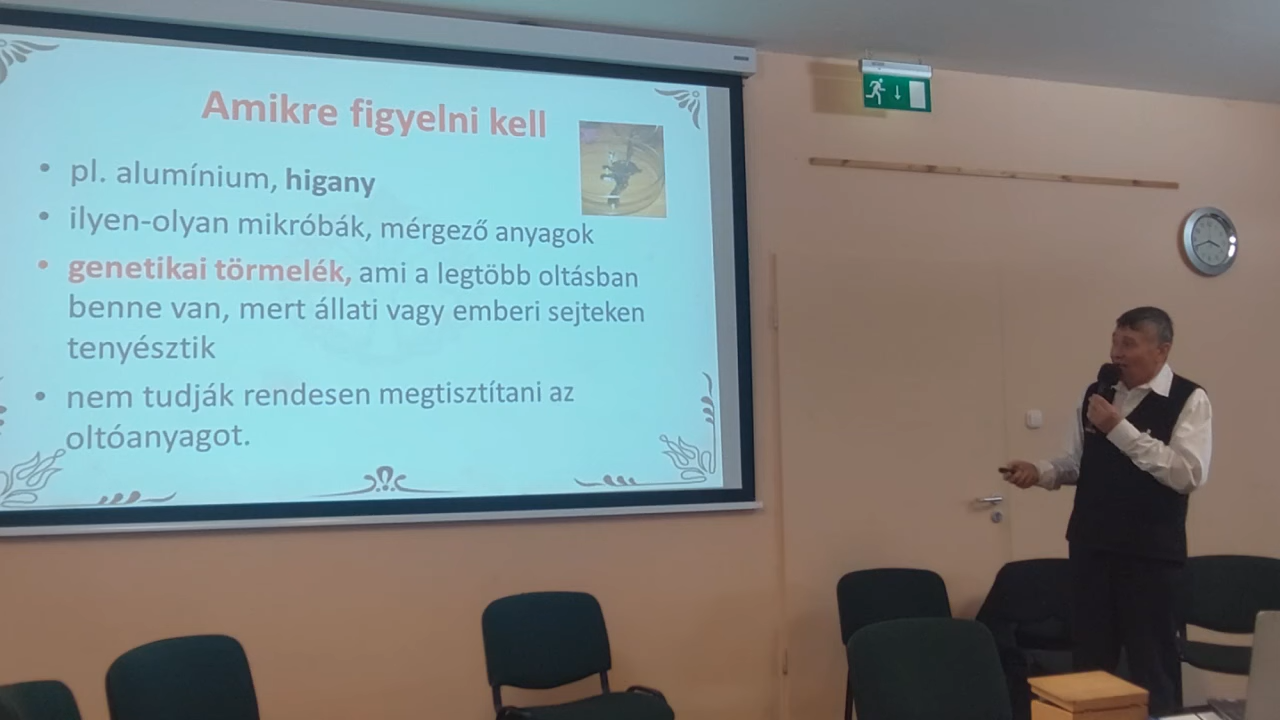 Amikre figyelni kell
• pl. alumínium, higany
• ilyen-olyan mikróbák, mérgező anyagok
• genetikai törmelék, ami a legtöbb oltásban
benne van, mert állati vagy emberi sejteken
tenyésztik
• nem tudják rendesen megtisztítani az
oltóanyagot.